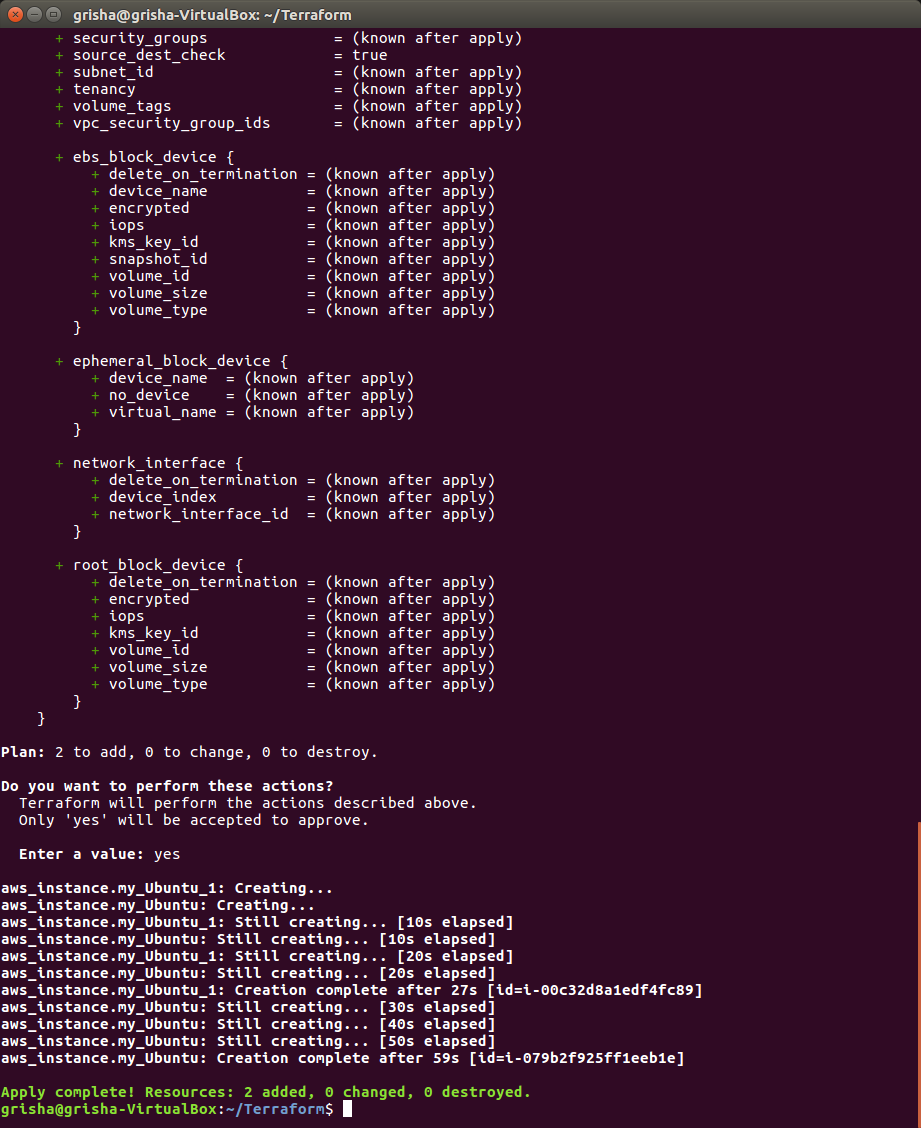 grisha@grisha-VirtualBox: ~/Terraform
+ security_groups = (known after apply)
+ source_dest_check = true
+ subnet_id = (known after apply)
+ tenancy = (known after apply)
+ volume_tags = (known after apply)
+ vpc_security_group_ids = (known after apply)
+ ebs_block_device {
+ delete_on_termination = (known after apply)
+ device_name = (known after apply)
+ encrypted = (known after apply)
+ iops = (known after apply)
+ kms_key_id = (known after apply)
+ snapshot_id = (known after apply)
+ volume_id = (known after apply)
+ volume_size = (known after apply)
+ volume_type = (known after apply)
}
+ ephemeral_block_device {
+ device_name = (known after apply)
+ no_device = (known after apply)
+ virtual_name = (known after apply)
}
+ network_interface {
+ delete_on_termination = (known after apply)
+ device_index = (known after apply)
+ network_interface_id = (known after apply)
}
+ root_block_device {
+ delete_on_termination = (known after apply)
+ encrypted = (known after apply)
+ iops = (known after apply)
+ kms_key_id = (known after apply)
+ volume_id = (known after apply)
+ volume_size = (known after apply)
+ volume_type = (known after apply)
}
}
Plan: 2 to add, 0 to change, 0 to destroy.
Do you want to perform these actions?
Terraform will perform the actions described above.
Only 'yes' will be accepted to approve.
Enter a value: yes
aws_instance.my_Ubuntu_1: Creating...
aws_instance.my_Ubuntu: Creating...
aws_instance.my_Ubuntu_1: Still creating... [10s elapsed]
aws_instance.my_Ubuntu: Still creating... [10s elapsed]
aws_instance.my_Ubuntu_1: Still creating... [20s elapsed]
aws_instance.my_Ubuntu: Still creating... [20s elapsed]
aws_instance.my_Ubuntu_1: Creation complete after 27s [id=i-00c32d8a1edf4fc89]
aws_instance.my_Ubuntu: Still creating... [30s elapsed]
aws_instance.my_Ubuntu: Still creating... [40s elapsed]
aws_instance.my_Ubuntu: Still creating... [50s elapsed]
aws_instance.my_Ubuntu: Creation complete after 59s [id=i-079b2f925ff1eeb1e]
Apply complete! Resources: 2 added, 0 changed, 0 destroyed.
grisha@grisha-VirtualBox:~/Terraform$